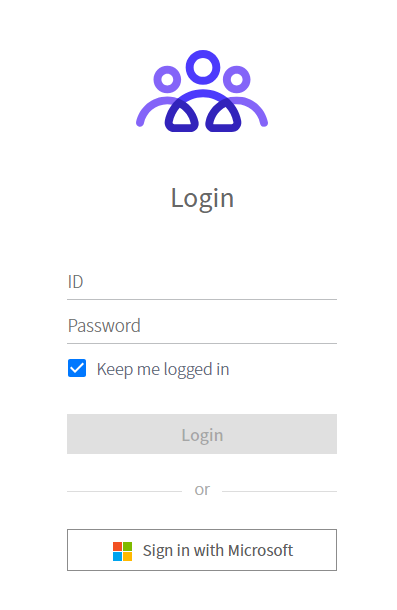 Login
ID
Password
Keep me logged in
Login
or
Sign in with Microsoft